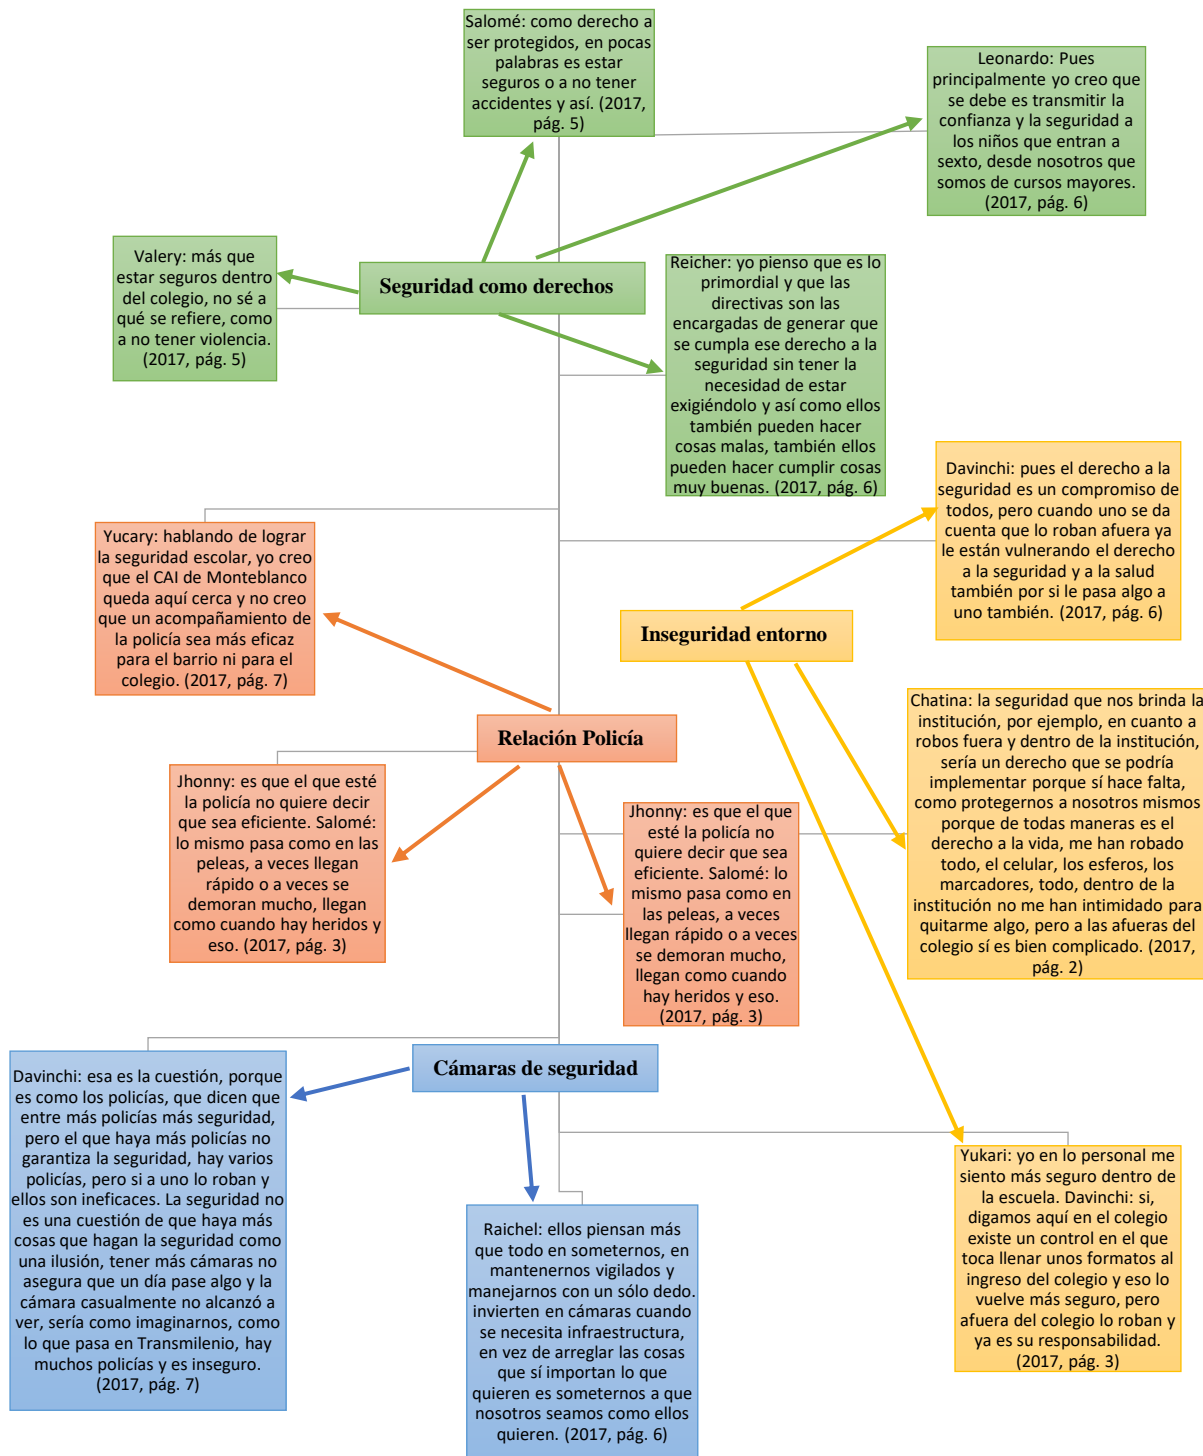 Salomé: como derecho a
ser protegidos, en pocas
palabras es estar
seguros o a no tener
accidentes y así. (2017,
pág. 5)
Leonardo: Pues
principalmente yo creo que
se debe es transmitir la
confianza y la seguridad a
los niños que entran a
sexto, desde nosotros que
somos de cursos mayores.
(2017, pág. 6)
Valery: más que
estar seguros dentro
del colegio, no sé a
qué se refiere, como
a no tener violencia.
(2017, pág. 5)
Seguridad como derechos
Reicher: yo pienso que es lo
primordial y que las
directivas son las
encargadas de generar que
se cumpla ese derecho a la
seguridad sin tener la
necesidad de estar
exigiéndolo y así como ellos
también pueden hacer
cosas malas, también ellos
pueden hacer cumplir cosas
muy buenas. (2017, pág. 6)
Davinchi: pues el derecho a la
seguridad es un compromiso de
todos, pero cuando uno se da
cuenta que lo roban afuera ya
le están vulnerando el derecho
a la seguridad y a la salud
también por si le pasa algo a
uno también. (2017, pág. 6)
Yucary: hablando de lograr
la seguridad escolar, yo creo
que el CAI de Monteblanco
queda aquí cerca y no creo
que un acompañamiento de
la policía sea más eficaz
para el barrio ni para el
colegio. (2017, pág. 7)
Inseguridad entorno
Chatina: la seguridad que nos brinda la
institución, por ejemplo, en cuanto a
robos fuera y dentro de la institución,
sería un derecho que se podría
implementar porque sí hace falta,
como protegernos a nosotros mismos
porque de todas maneras es el
derecho a la vida, me han robado
todo, el celular, los esferos, los
marcadores, todo, dentro de la
institución no me han intimidado para
quitarme algo, pero a las afueras del
colegio sí es bien complicado. (2017,
pág. 2)
Relación Policía
Jhonny: es que el que esté
la policía no quiere decir
que sea eficiente. Salomé:
lo mismo pasa como en las
peleas, a veces llegan
rápido o a veces se
demoran mucho, llegan
como cuando hay heridos y
eso. (2017, pág. 3)
Jhonny: es que el que
esté la policía no
quiere decir que sea
eficiente. Salomé: lo
mismo pasa como en
las peleas, a veces
llegan rápido o a veces
se demoran mucho,
llegan como cuando
hay heridos y eso.
(2017, pág. 3)
Cámaras de seguridad
Davinchi: esa es la cuestión, porque
es como los policías, que dicen que
entre más policías más seguridad,
pero el que haya más policías no
garantiza la seguridad, hay varios
policías, pero si a uno lo roban y
ellos son ineficaces. La seguridad no
es una cuestión de que haya más
cosas que hagan la seguridad como
una ilusión, tener más cámaras no
asegura que un día pase algo y la
cámara casualmente no alcanzó a
ver, sería como imaginarnos, como
lo que pasa en Transmilenio, hay
muchos policías y es inseguro.
(2017, pág. 7)
Raichel: ellos piensan más
que todo en someternos, en
mantenernos vigilados y
manejarnos con un sólo dedo.
invierten en cámaras cuando
se necesita infraestructura,
en vez de arreglar las cosas
que sí importan lo que
quieren es someternos a que
nosotros seamos como ellos
quieren. (2017, pág. 6)
Yukari: yo en lo personal me
siento más seguro dentro de
la escuela. Davinchi: si,
digamos aquí en el colegio
existe un control en el que
toca llenar unos formatos al
ingreso del colegio y eso lo
vuelve más seguro, pero
afuera del colegio lo roban y
ya es su responsabilidad.
(2017, pág. 3)